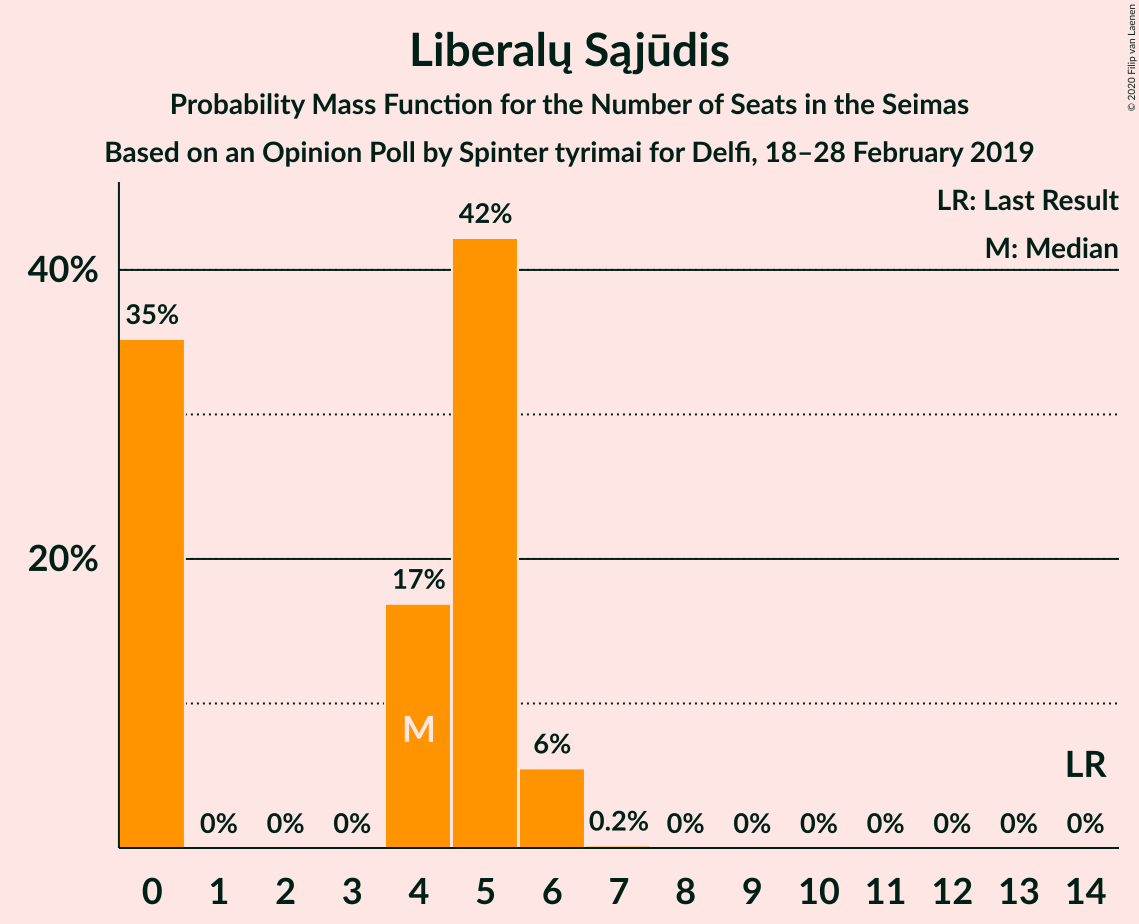 Liberalų Sąjūdis
Probability Mass Function for the Number of Seats in the Seimas
Based on an Opinion Poll by Spinter tyrimai for Delfi, 18–28 February 2019
© 2020 Filip van Laenen
LR: Last Result
M: Median
40%
20%
35%
0%
0%
0%
17%
42%
6%
0.2%
0%
0%
0%
0%
0%
0%
0%
M
LR
0 1 2 3 4 5 6 7 8 9 10 11 12 13 14